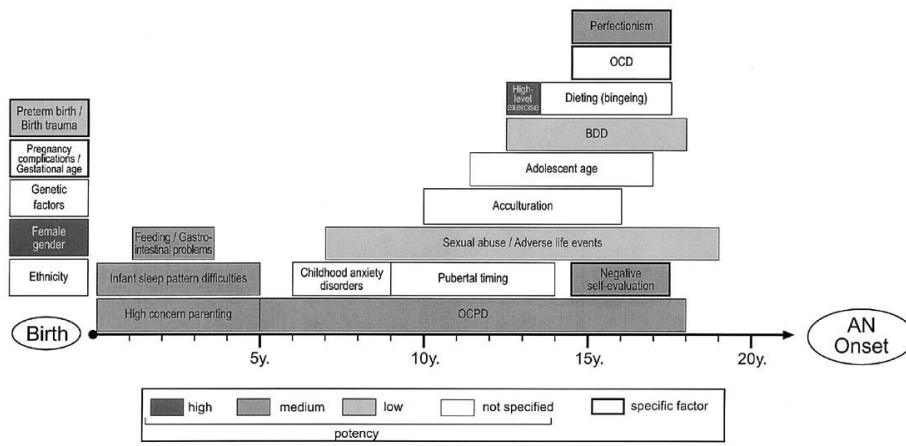 Perfectionism
OCD
High-
level
exercise
Dieting (bingeing)
Preterm birth /
Birth trauma
BDD
Pregnancy
complications /
Gestational age
Adolescent age
Genetic
factors
Acculturation
Female
gender
Feeding / Gastro-
intestinal problems
Sexual abuse / Adverse life events
Ethnicity
Infant sleep pattern difficulties
Childhood anxiety
disorders
Pubertal timing
Negative
self-evaluation
High concern parenting
OCPD
Birth
AN
Onset
5y.
10y.
15y.
20y.
high
medium
low
not specified
specific factor
potency